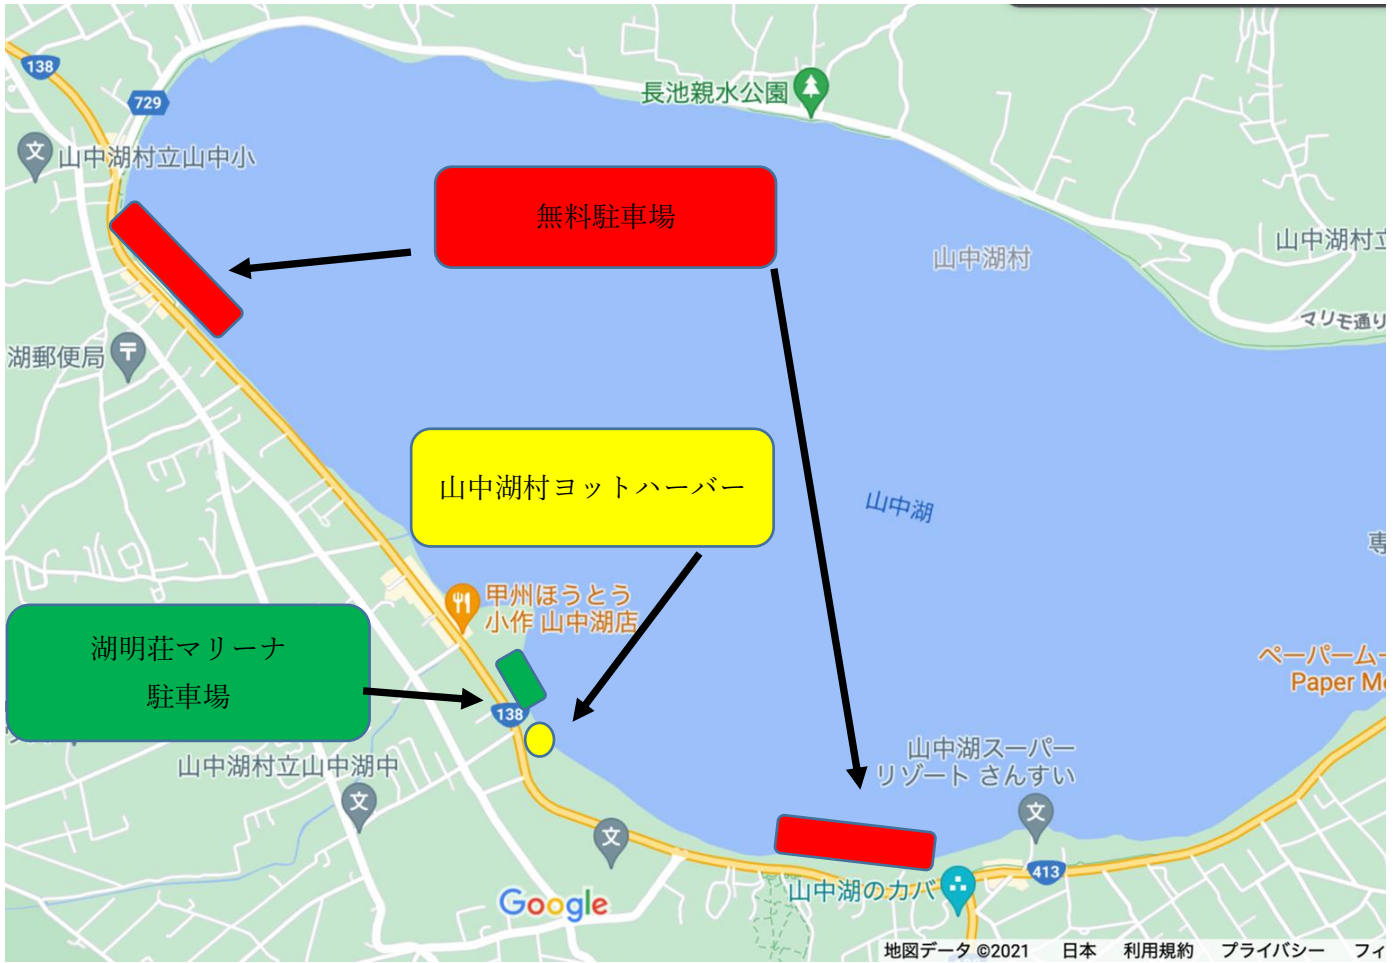 138
729
長池親水公園
山中湖村立山中小
無料駐車場
山中湖村
山中湖村立
マリモ通り
湖郵便局
山中湖村ヨットハーバー
山中湖
専
甲州ほうとう
小作 山中湖店
湖明荘マリーナ
駐車場
ペーパームー
Paper Mo
138
山中湖村立山中湖中
山中湖スーパー
リゾート さんすい
413
山中湖のカバ
Google
地図データ ©2021 日本 利用規約 プライバシー フィ